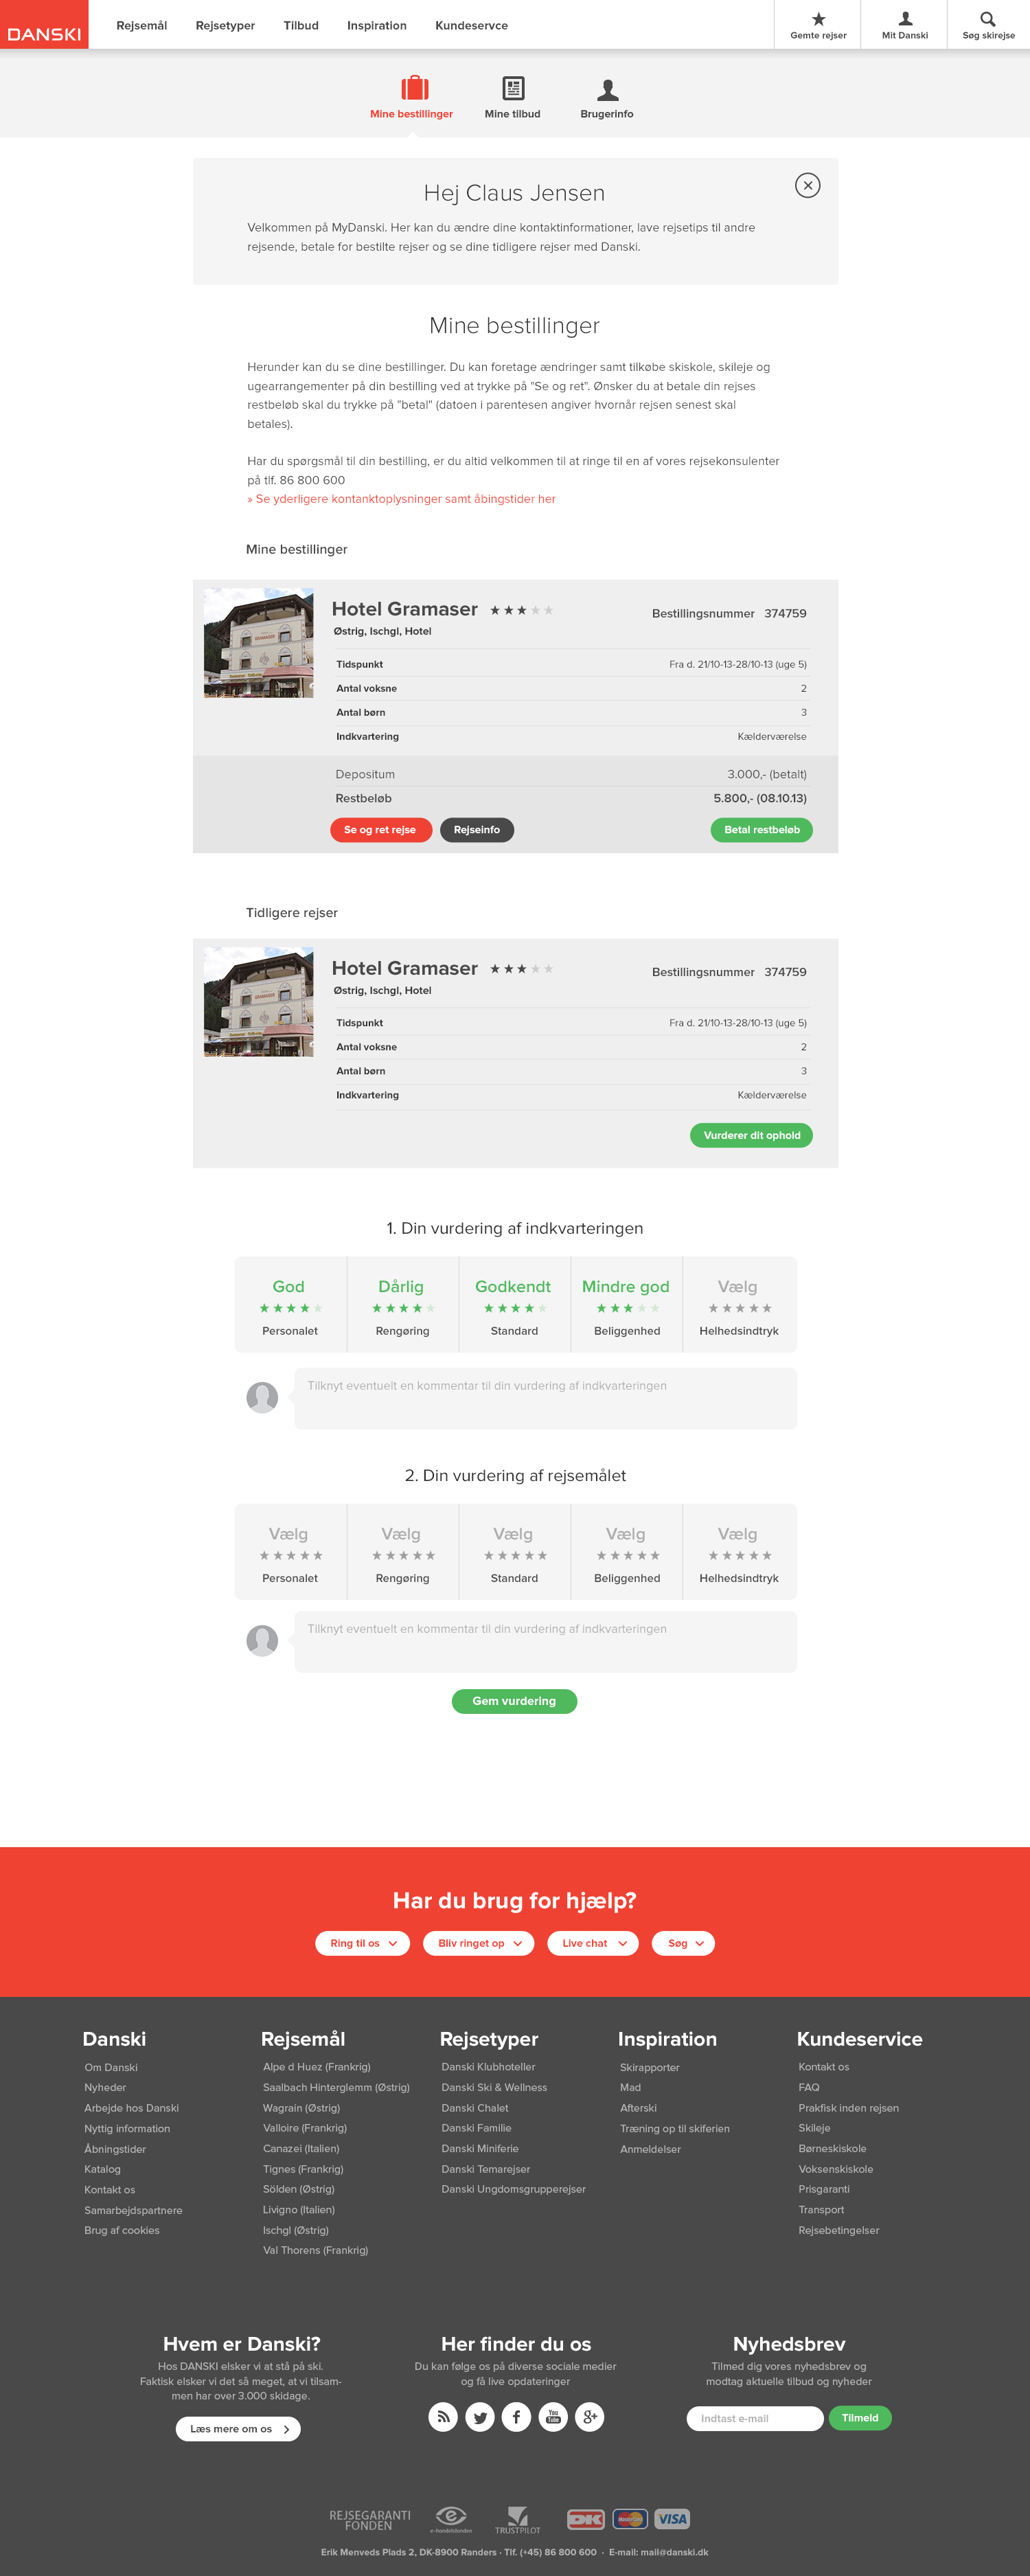 DANSKI
Rejsemål Rejsetyper Tilbud Inspiration Kundeservce
Gemte rejser Mit Danski Søg skirejse
Mine bestillinger Mine tilbud Brugerinfo
Hej Claus Jensen
Velkommen på MyDanski. Her kan du ændre dine kontaktinformationer, lave rejsetips til andre
rejsende, betale for bestilte rejser og se dine tidligere rejser med Danski.
Mine bestillinger
Herunder kan du se dine bestillinger. Du kan foretage ændringer samt tilkøbe skiskole, skileje og
ugearrangementer på din bestilling ved at trykke på "Se og ret". Ønsker du at betale din rejses
restbeløb skal du trykke på "betal" (datoen i parentesen angiver hvornår rejsen senest skal
betales).
Har du spørgsmål til din bestilling, er du altid velkommen til at ringe til en af vores rejsekonsulenter
på tlf. 86 800 600
» Se yderligere kontanktoplysninger samt åbingstider her
Mine bestillinger
GRAMASER
Hotel Gramaser
Bestillingsnummer 374759
Østrig, Ischgl, Hotel
Tidspunkt Fra d. 21/10-13-28/10-13 (uge 5)
Antal voksne 2
Antal børn 3
Indkvartering Kælderværelse
Depositum 3.000,- (betalt)
Restbeløb 5.800,- (08.10.13)
Se og ret rejse Rejseinfo Betal restbeløb
Tidligere rejser
GRAMASER
Hotel Gramaser
Bestillingsnummer 374759
Østrig, Ischgl, Hotel
Tidspunkt Fra d. 21/10-13-28/10-13 (uge 5)
Antal voksne 2
Antal børn 3
Indkvartering Kælderværelse
Vurderer dit ophold
1. Din vurdering af indkvarteringen
God Dårlig Godkendt Mindre god Vælg
Personalet Rengøring Standard Beliggenhed Helhedsindtryk
Tilknyt eventuelt en kommentar til din vurdering af indkvarteringen
2. Din vurdering af rejsemålet
Vælg Vælg Vælg Vælg Vælg
Personalet Rengøring Standard Beliggenhed Helhedsindtryk
Tilknyt eventuelt en kommentar til din vurdering af indkvarteringen
Gem vurdering
Har du brug for hjælp?
Ring til os Bliv ringet op Live chat Søg
Danski
Om Danski
Nyheder
Arbejde hos Danski
Nyttig information
Åbningstider
Katalog
Kontakt os
Samarbejdspartnere
Brug af cookies
Rejsemål
Alpe d Huez (Frankrig)
Saalbach Hinterglemm (Østrig)
Wagrain (Østrig)
Valloire (Frankrig)
Canazei (Italien)
Tignes (Frankrig)
Sölden (Østrig)
Livigno (Italien)
Ischgl (Østrig)
Val Thorens (Frankrig)
Rejsetyper
Danski Klubhoteller
Danski Ski & Wellness
Danski Chalet
Danski Familie
Danski Miniferie
Danski Temarejser
Danski Ungdomsgrupperejser
Inspiration
Skirapporter
Mad
Afterski
Træning op til skiferien
Anmeldelser
Kundeservice
Kontakt os
FAQ
Prakfisk inden rejsen
Skileje
Børneskiskole
Voksenskiskole
Prisgaranti
Transport
Rejsebetingelser
Hvem er Danski?
Hos DANSKI elsker vi at stå på ski.
Faktisk elsker vi det så meget, at vi tilsam-
men har over 3.000 skidage.
Læs mere om os
Her finder du os
Du kan følge os på diverse sociale medier
og få live opdateringer
You
Tube
g+
Nyhedsbrev
Tilmed dig vores nyhedsbrev og
modtag aktuelle tilbud og nyheder
Indtast e-mail Tilmeld
REJSEGARANTI
FONDEN
e-handelsfonden
TRUSTPILOT
DK
MasterCard
VISA
Erik Menveds Plads 2, DK-8900 Randers · Tlf. (+45) 86 800 600 · E-mail: mail@danski.dk